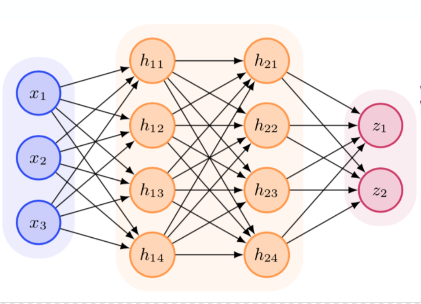 h₁₁ h₂₁
x₁
h₁₂ h₂₂ z₁
x₂
h₁₃ h₂₃ z₂
x₃
h₁₄ h₂₄